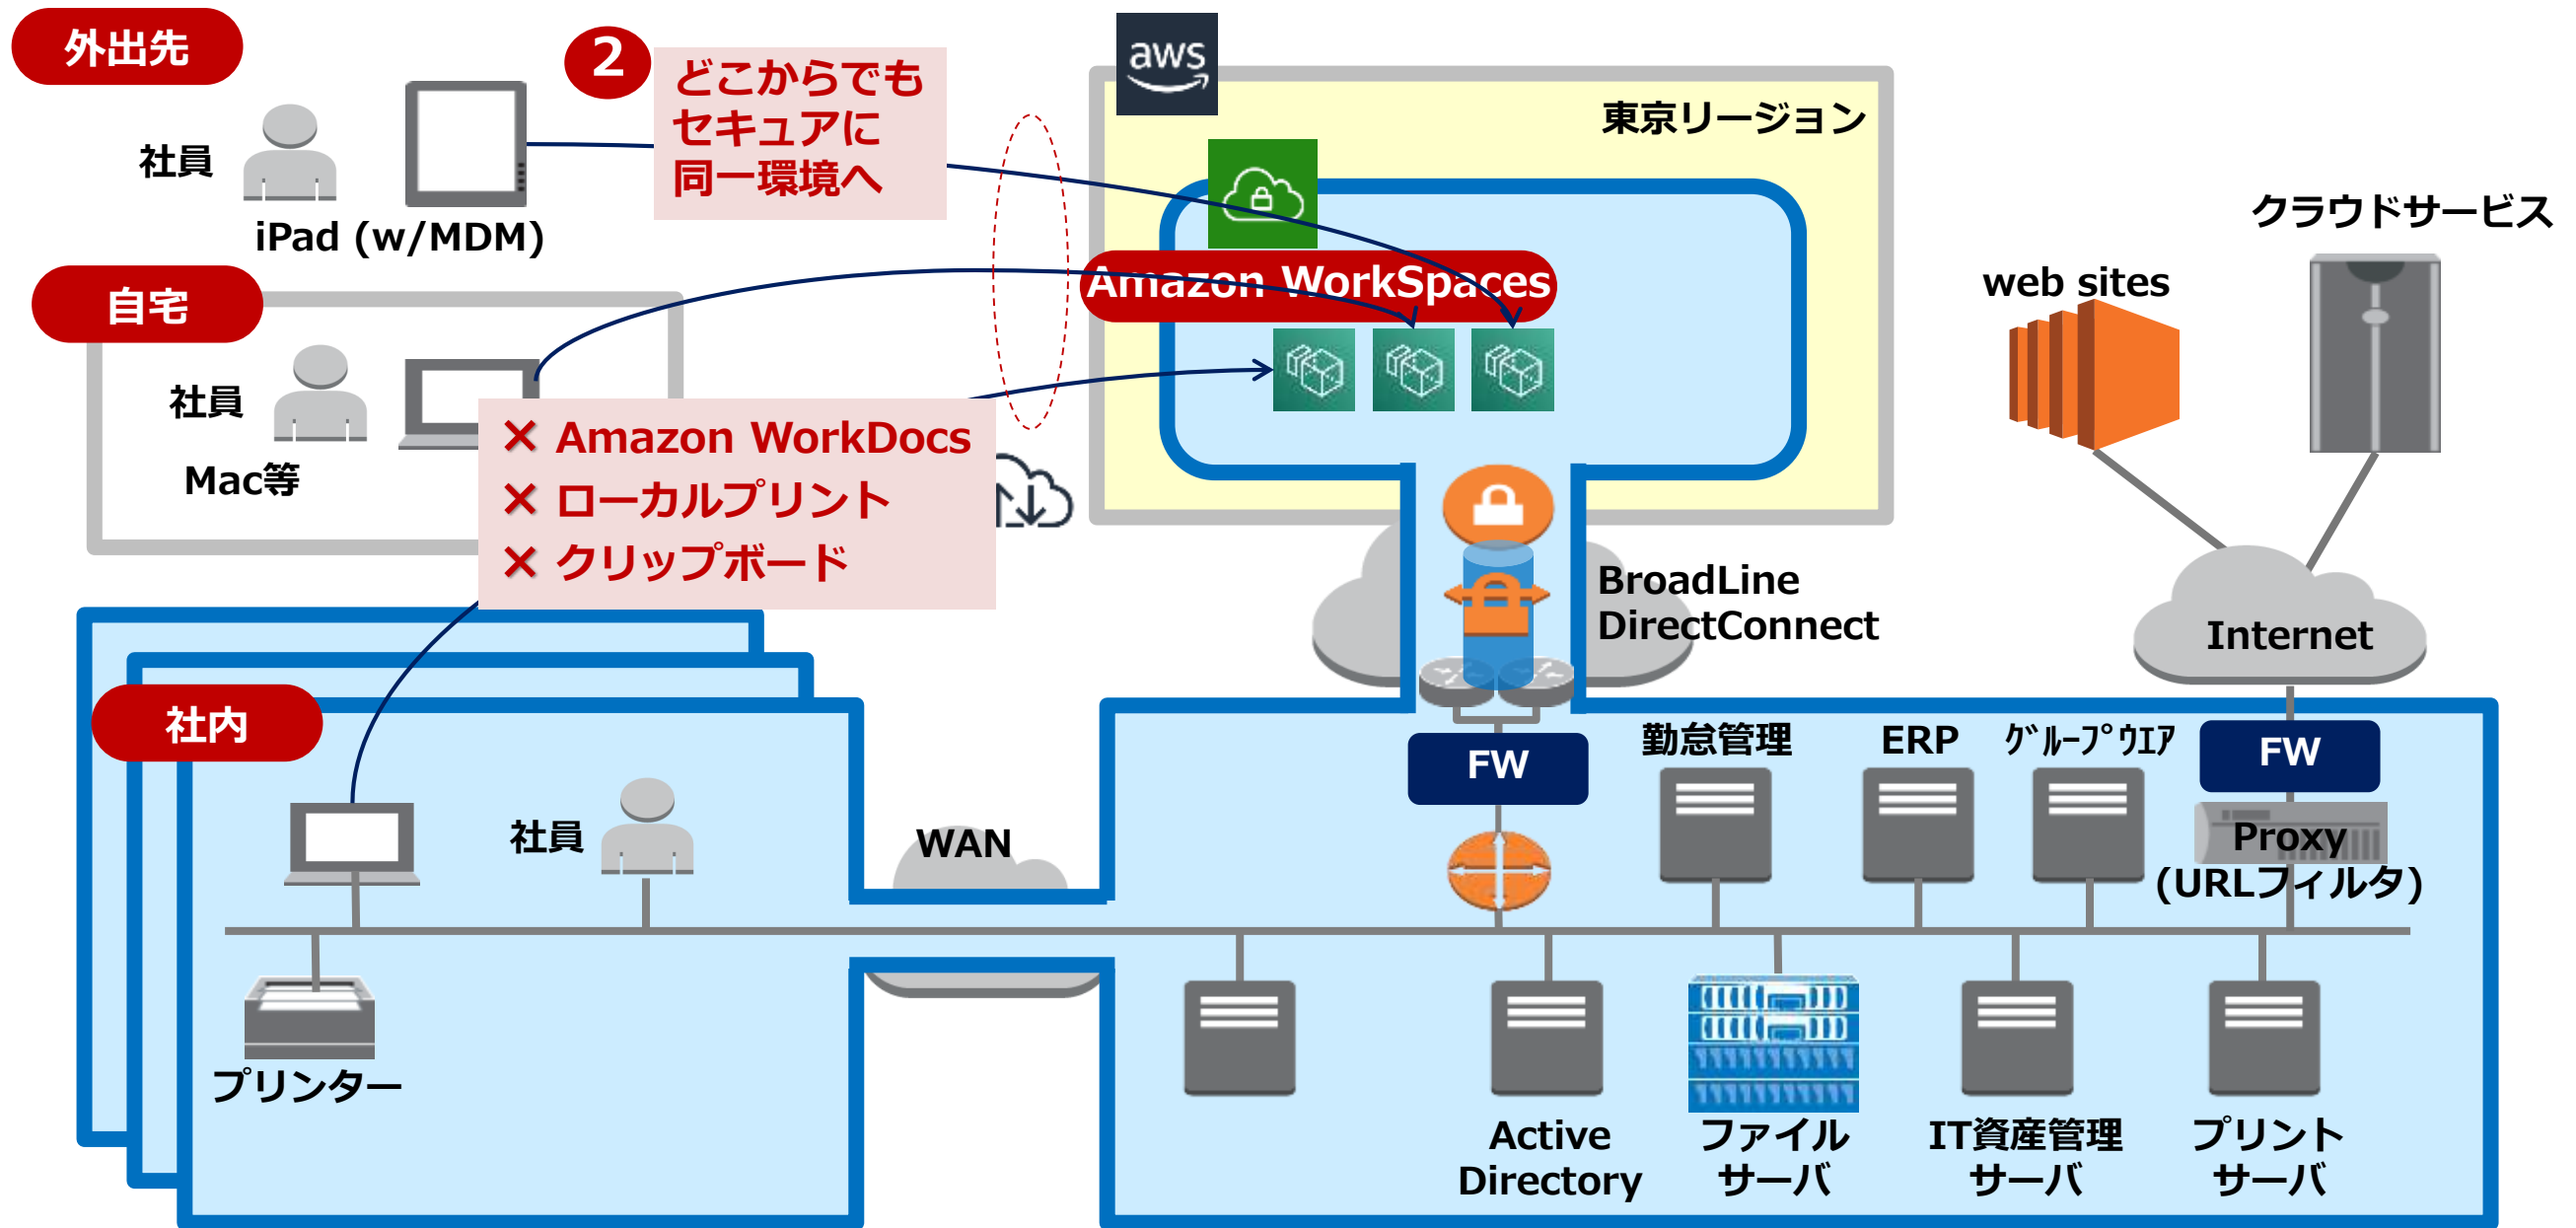 外出先
2
どこからでも
セキュアに
同一環境へ
aws
東京リージョン
社員
iPad (w/MDM)
クラウドサービス
web sites
Amazon WorkSpaces
自宅
社員
Mac等
× Amazon WorkDocs
× ローカルプリント
× クリップボード
BroadLine
DirectConnect
Internet
社内
勤怠管理
ERP
ｸﾞﾙｰﾌﾟｳｴｱ
FW
FW
社員
WAN
Proxy
(URLフィルタ)
プリンター
Active
Directory
ファイル
サーバ
IT資産管理
サーバ
プリント
サーバ